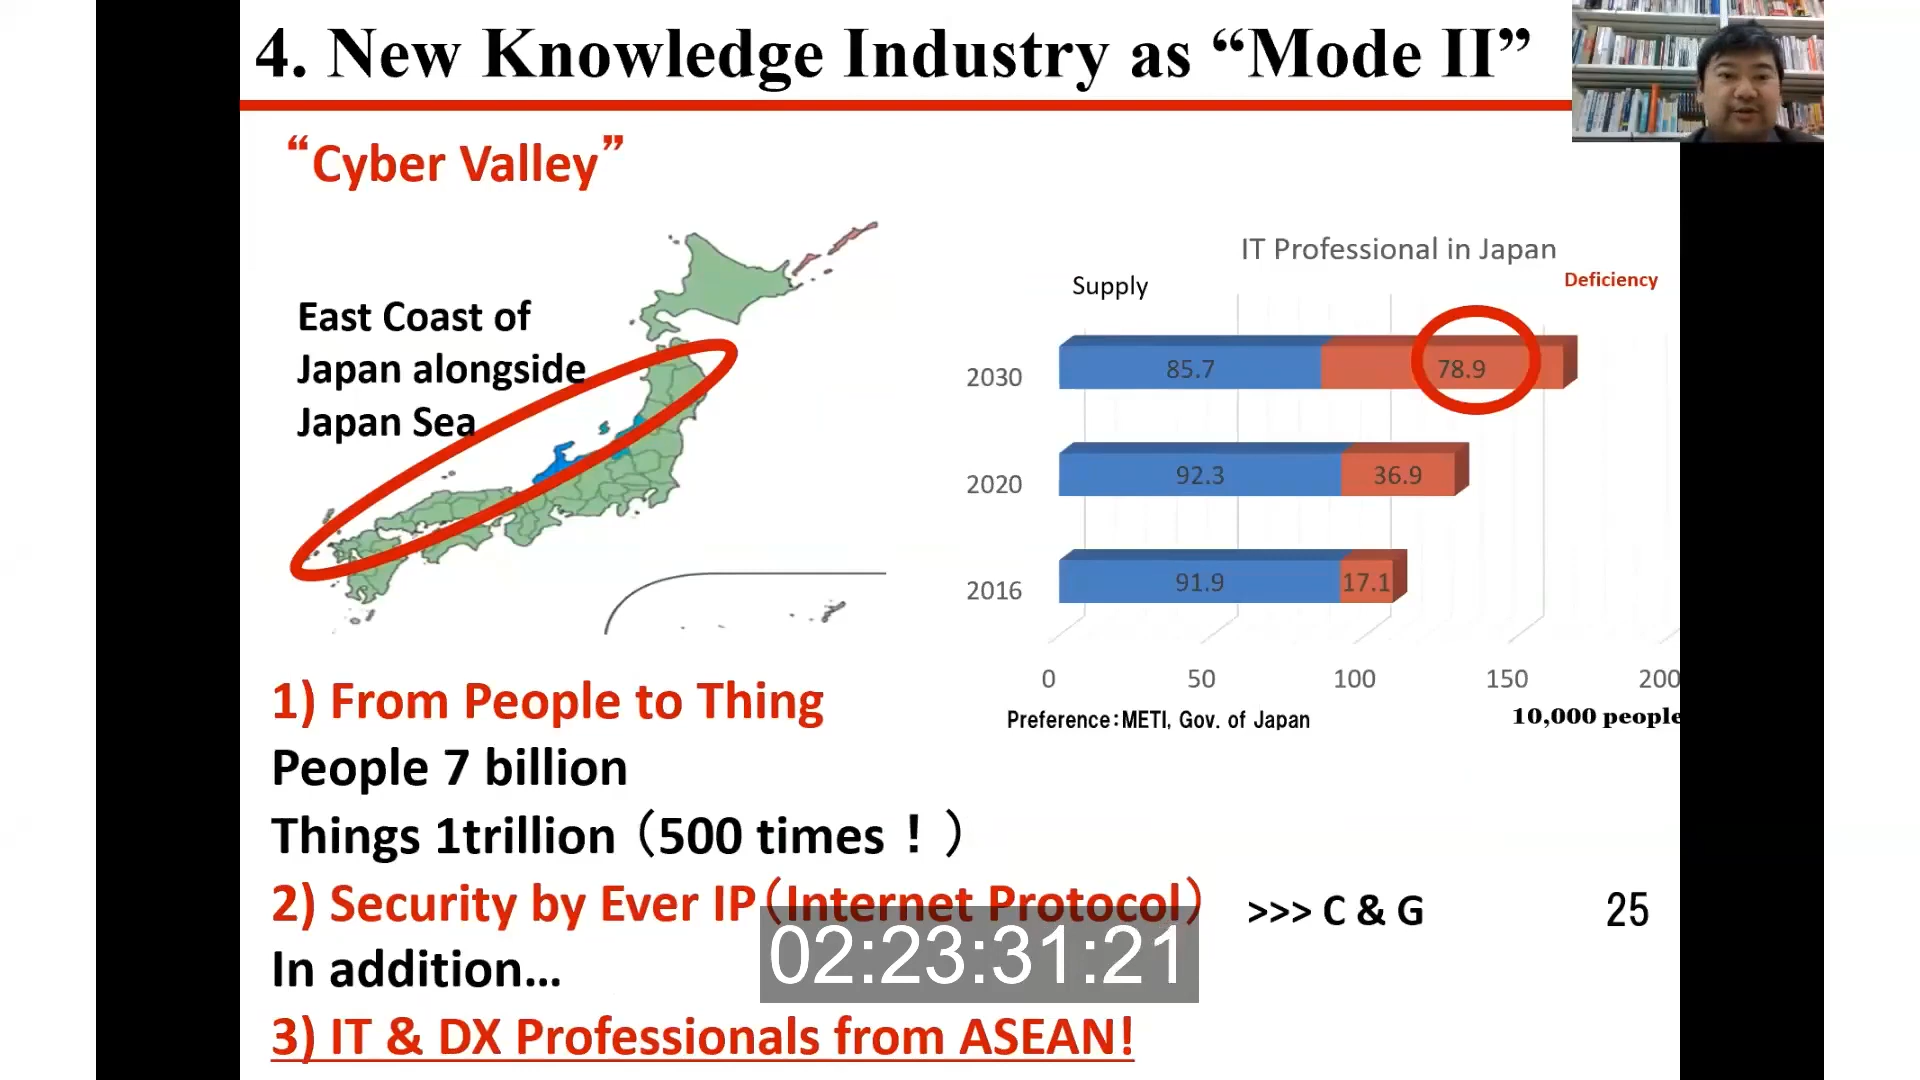 4. New Knowledge Industry as “Mode II”
“Cyber Valley”
East Coast of
Japan alongside
Japan Sea
IT Professional in Japan
Supply
Deficiency
2030
85.7
78.9
2020
92.3
36.9
2016
91.9
17.1
0 50 100 150 200
Preference：METI, Gov. of Japan
10,000 people
1) From People to Thing
People 7 billion
Things 1trillion（500 times！）
2) Security by Ever IP（Internet Protocol）
>>> C & G
25
In addition...
02:23:31:21
3) IT & DX Professionals from ASEAN!